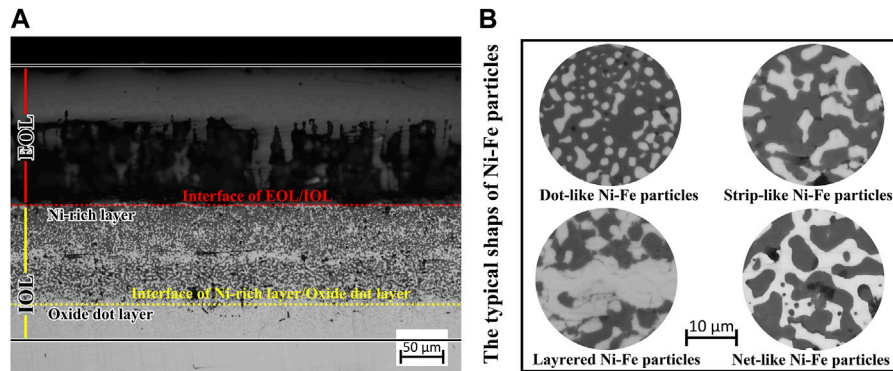 A
EOL
Interface of EOL/IOL
Ni-rich layer
IOL
Interface of Ni-rich layer/Oxide dot layer
Oxide dot layer
50 μm
B
The typical shaps of Ni-Fe particles
Dot-like Ni-Fe particles
Strip-like Ni-Fe particles
Layrered Ni-Fe particles
10 μm
Net-like Ni-Fe particles